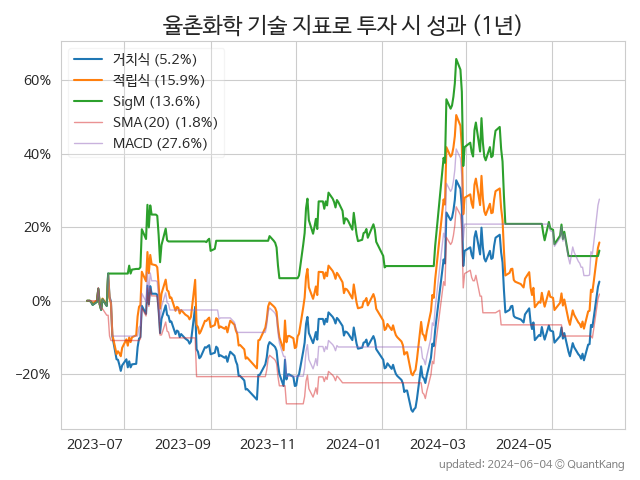 율촌화학 기술 지표로 투자 시 성과 (1년)
거치식 (5.2%)
적립식 (15.9%)
SigM (13.6%)
SMA(20) (1.8%)
MACD (27.6%)
60%
40%
20%
0%
−20%
2023-07 2023-09 2023-11 2024-01 2024-03 2024-05
updated: 2024-06-04 © QuantKang